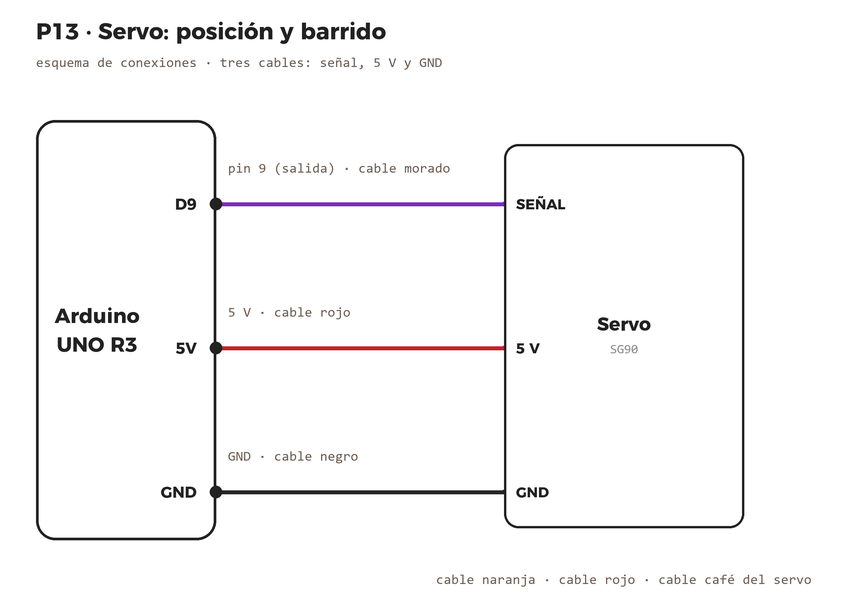 P13 · Servo: posición y barrido
esquema de conexiones · tres cables: señal, 5 V y GND
pin 9 (salida) · cable morado
D9
SEÑAL
5 V · cable rojo
Arduino
UNO R3
5V
5 V
Servo
SG90
GND · cable negro
GND
GND
cable naranja · cable rojo · cable café del servo